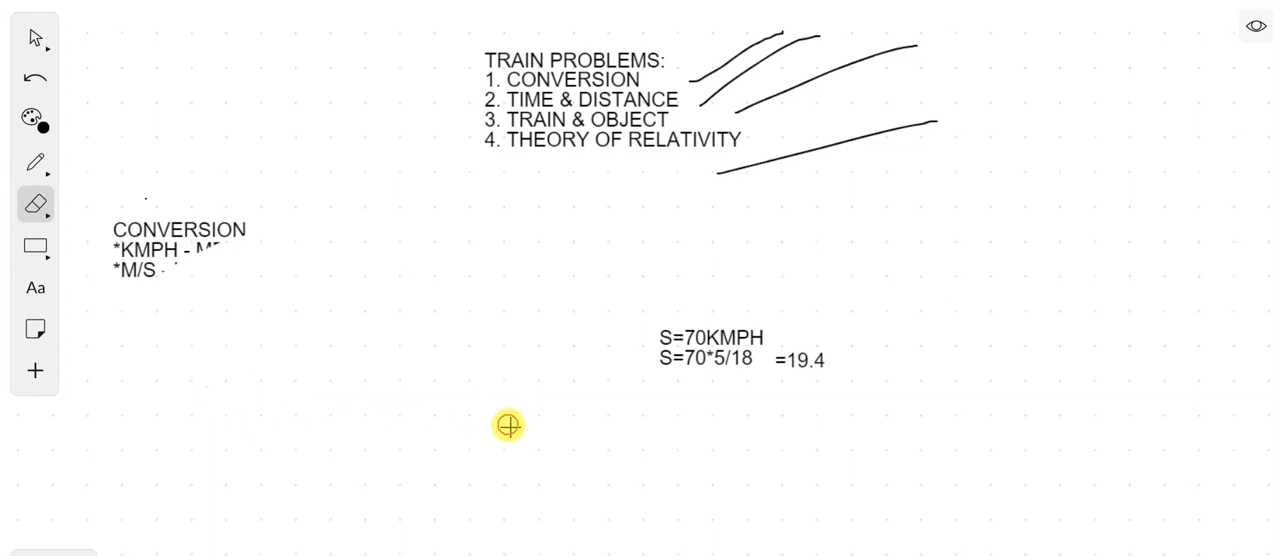 TRAIN PROBLEMS:
1. CONVERSION
2. TIME & DISTANCE
3. TRAIN & OBJECT
4. THEORY OF RELATIVITY
CONVERSION
*KMPH -
*M/S -
S=70KMPH
S=70*5/18 =19.4
Aa